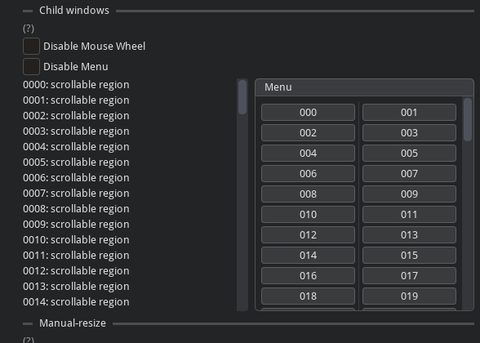 Child windows
(?)
Disable Mouse Wheel
Disable Menu
0000: scrollable region
0001: scrollable region
0002: scrollable region
0003: scrollable region
0004: scrollable region
0005: scrollable region
0006: scrollable region
0007: scrollable region
0008: scrollable region
0009: scrollable region
0010: scrollable region
0011: scrollable region
0012: scrollable region
0013: scrollable region
0014: scrollable region
Menu
000 001
002 003
004 005
006 007
008 009
010 011
012 013
014 015
016 017
018 019
Manual-resize
(?)